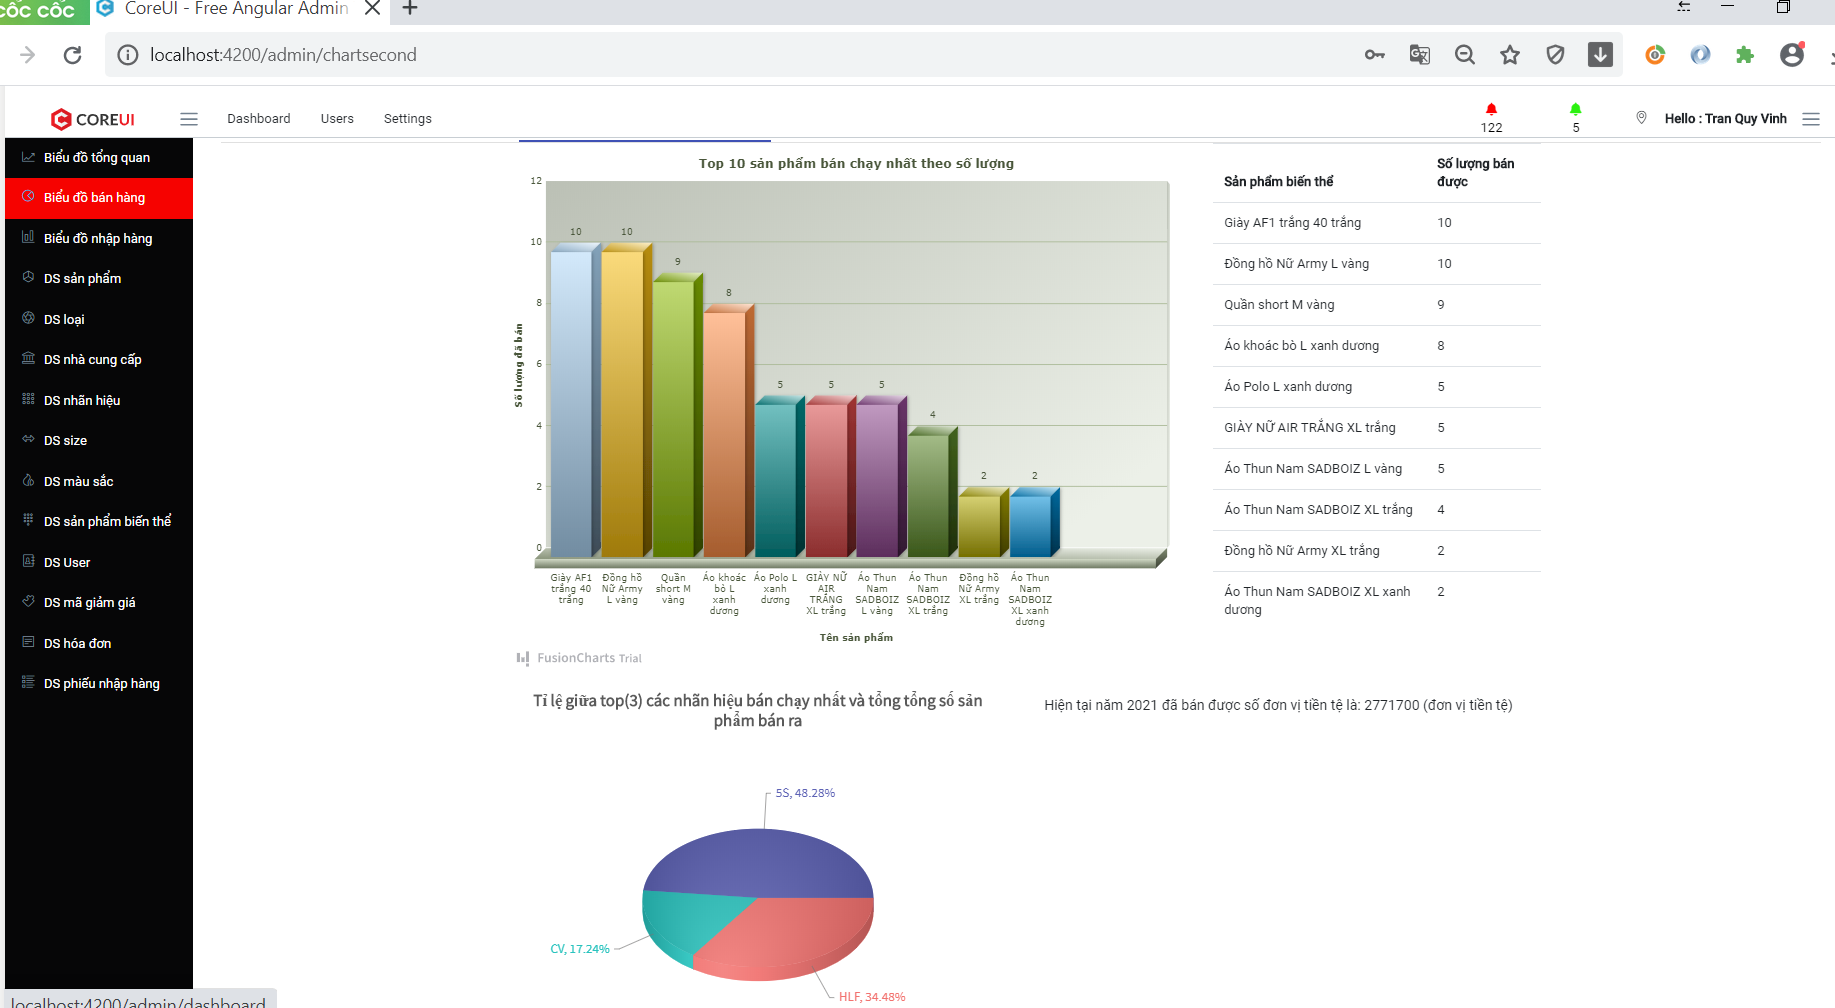 cốc cốc
CoreUI - Free Angular Admin
localhost:4200/admin/chartsecond
COREUI
Dashboard
Users
Settings
122
5
Hello : Tran Quy Vinh
Biểu đồ tổng quan
Biểu đồ bán hàng
Biểu đồ nhập hàng
DS sản phẩm
DS loại
DS nhà cung cấp
DS nhãn hiệu
DS size
DS màu sắc
DS sản phẩm biến thể
DS User
DS mã giảm giá
DS hóa đơn
DS phiếu nhập hàng
Top 10 sản phẩm bán chạy nhất theo số lượng
Số lượng đã bán
12
10
8
6
4
2
0
10
10
9
8
5
5
5
4
2
2
Giày AF1
trắng 40
trắng
Đồng hồ
Nữ Army
L vàng
Quần
short M
vàng
Áo khoác
bò L
xanh
dương
Áo Polo L
xanh
dương
GIÀY NỮ
AIR
TRẮNG
XL trắng
Áo Thun
Nam
SADBOIZ
L vàng
Áo Thun
Nam
SADBOIZ
XL trắng
Đồng hồ
Nữ Army
XL trắng
Áo Thun
Nam
SADBOIZ
XL xanh
dương
Tên sản phẩm
FusionCharts Trial
Sản phẩm biến thể
Số lượng bán
được
Giày AF1 trắng 40 trắng
10
Đồng hồ Nữ Army L vàng
10
Quần short M vàng
9
Áo khoác bò L xanh dương
8
Áo Polo L xanh dương
5
GIÀY NỮ AIR TRẮNG XL trắng
5
Áo Thun Nam SADBOIZ L vàng
5
Áo Thun Nam SADBOIZ XL trắng
4
Đồng hồ Nữ Army XL trắng
2
Áo Thun Nam SADBOIZ XL xanh
dương
2
Tỉ lệ giữa top(3) các nhãn hiệu bán chạy nhất và tổng tổng số sản
phẩm bán ra
Hiện tại năm 2021 đã bán được số đơn vị tiền tệ là: 2771700 (đơn vị tiền tệ)
5S, 48.28%
CV, 17.24%
HLF, 34.48%
localhost:4200/admin/dashboard